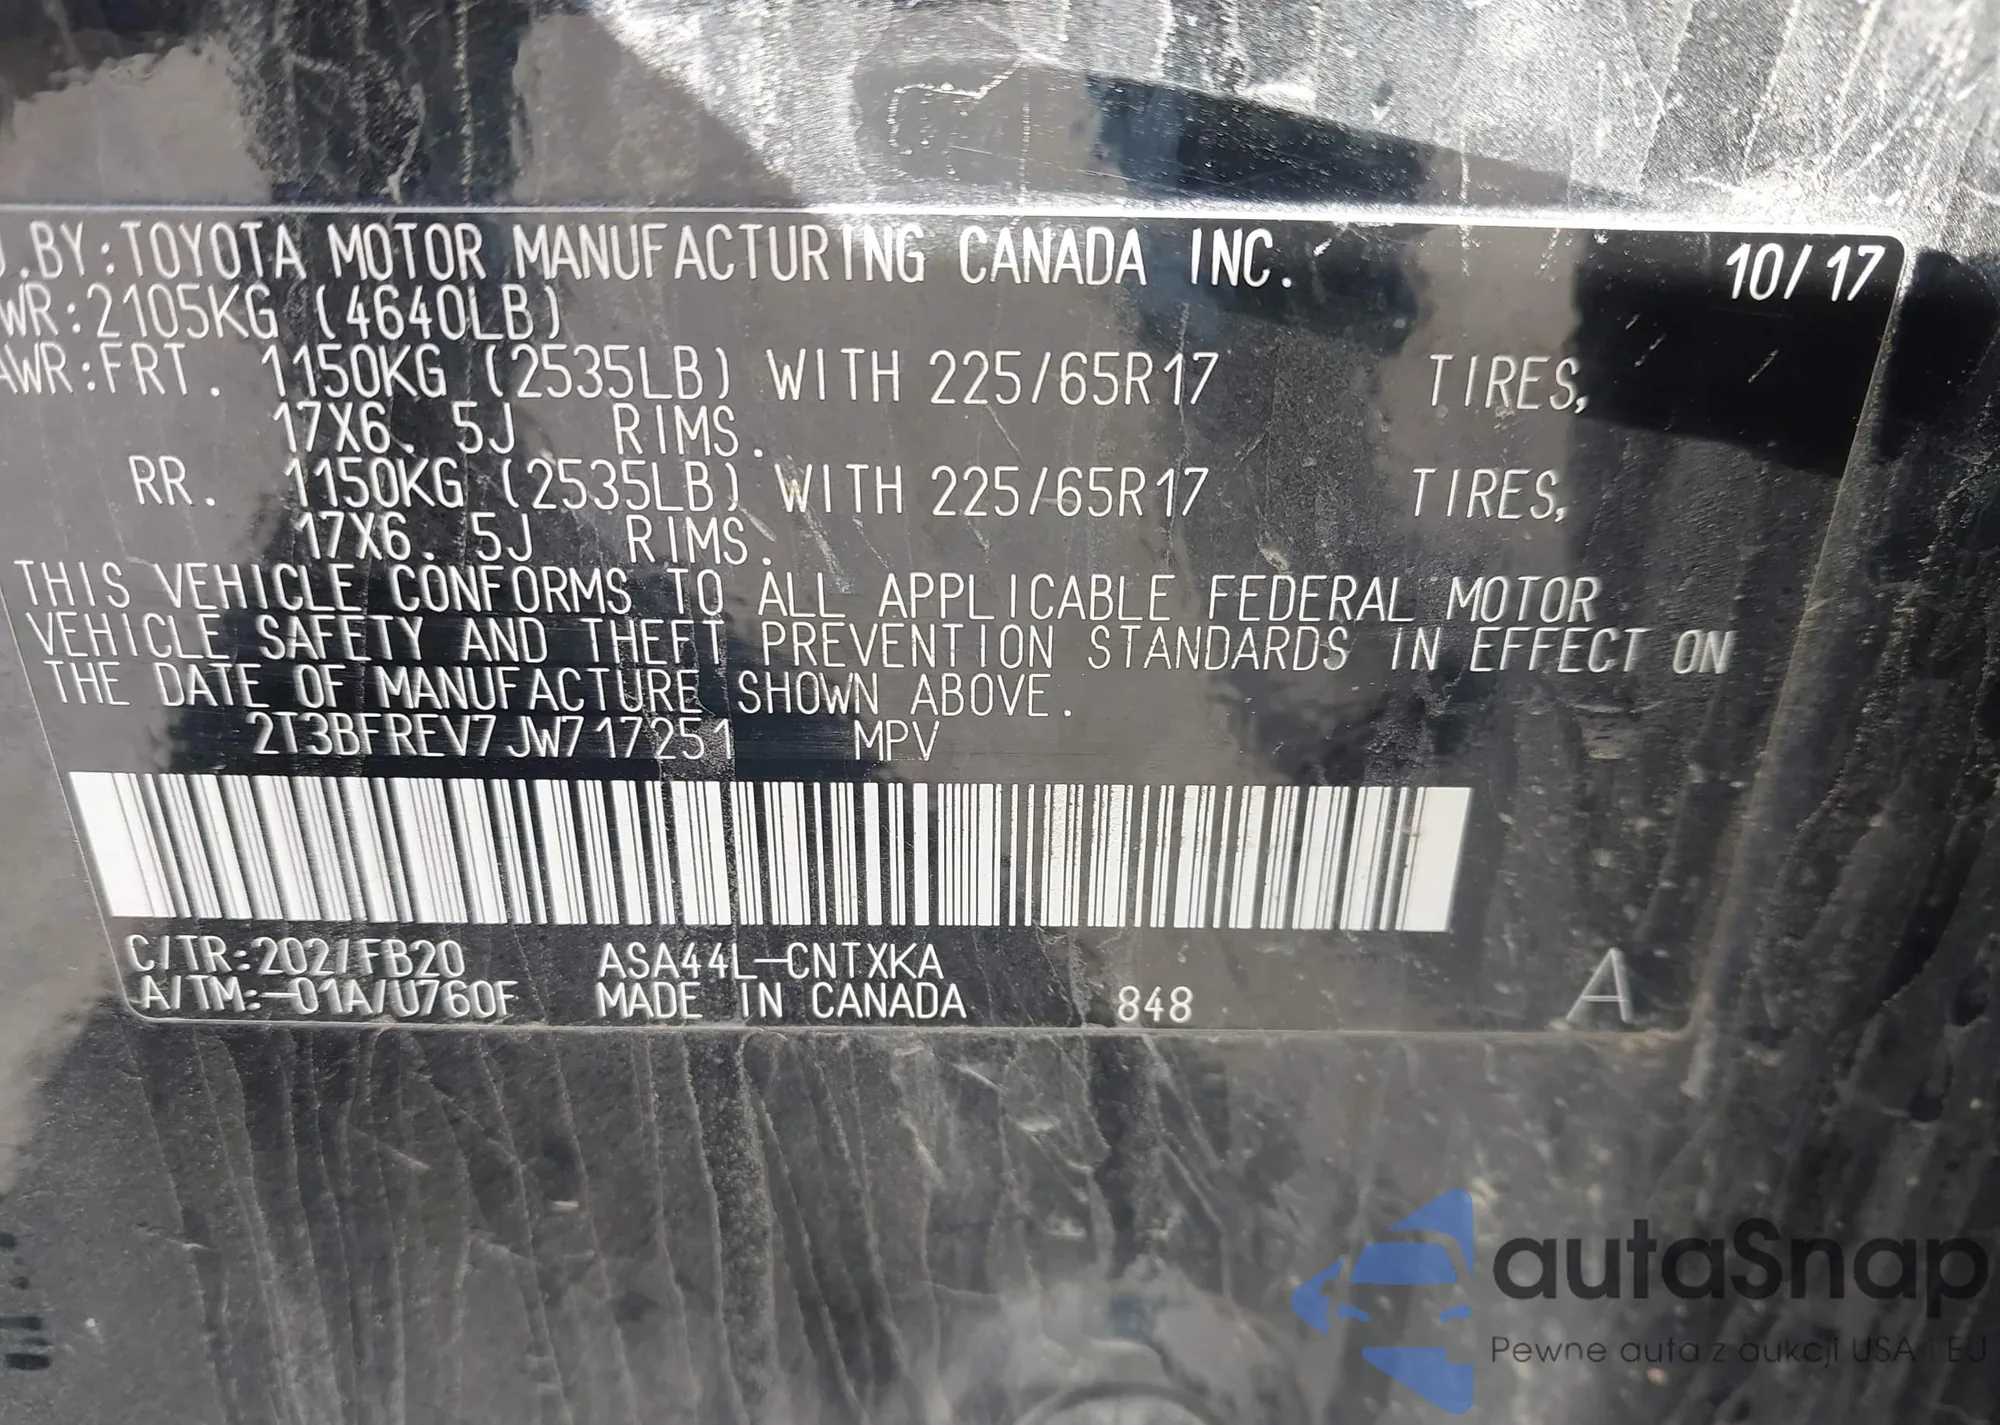 D.BY:TOYOTA MOTOR MANUFACTURING CANADA INC. 10/17
WR:2105KG (4640LB)
AWR:FRT. 1150KG (2535LB) WITH 225/65R17 TIRES,
17X6.5J RIMS.
RR. 1150KG (2535LB) WITH 225/65R17 TIRES,
17X6.5J RIMS.
THIS VEHICLE CONFORMS TO ALL APPLICABLE FEDERAL MOTOR
VEHICLE SAFETY AND THEFT PREVENTION STANDARDS IN EFFECT ON
THE DATE OF MANUFACTURE SHOWN ABOVE.
2T3BFREV7JW717251 MPV
C/TR:202/FB20 ASA44L-CNTXKA
A/TM:-01A/U760F MADE IN CANADA 848 A
autaSnap
Pewne auta z aukcji USA i EU